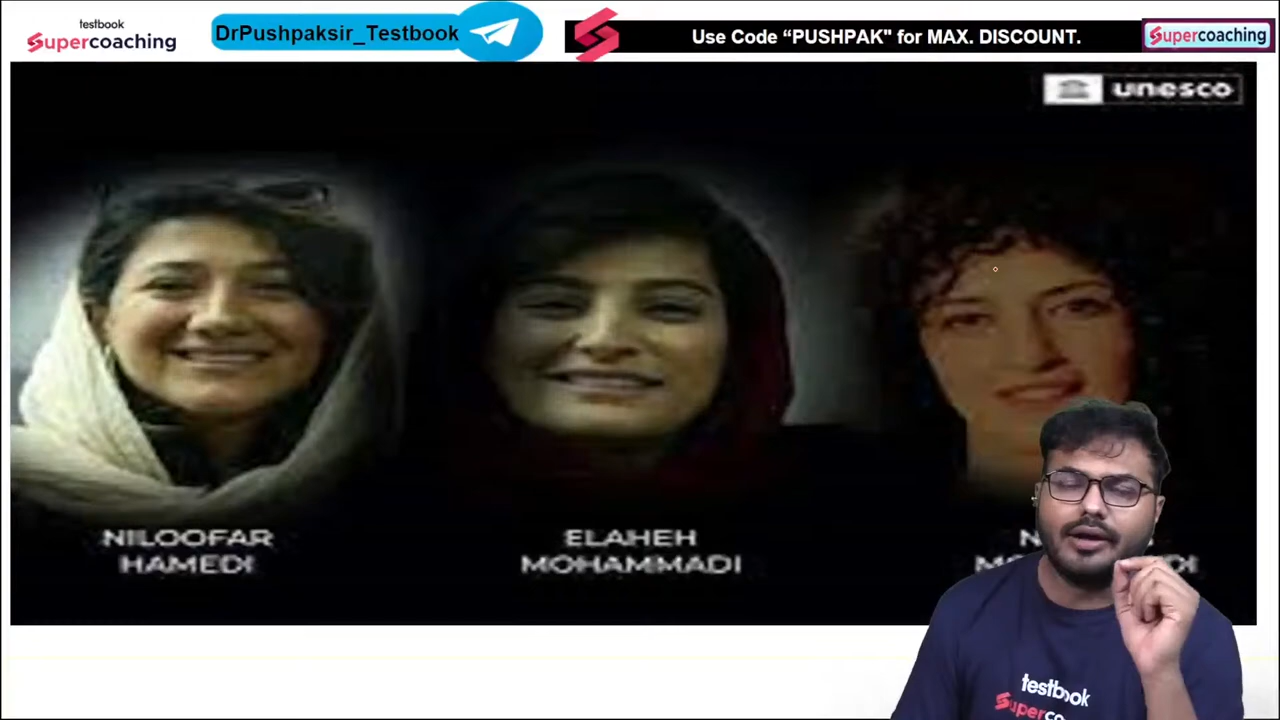 testbook
Supercoaching
DrPushpaksir_Testbook
Use Code “PUSHPAK" for MAX. DISCOUNT.
Supercoaching
unesco
NILOOFAR
HAMEDI
ELAHEH
MOHAMMADI
testbook